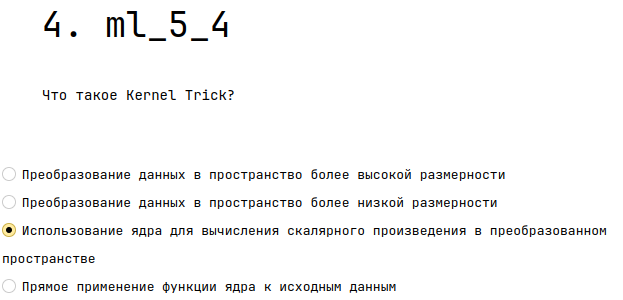 4. ml_5_4
Что такое Kernel Trick?
Преобразование данных в пространство более высокой размерности
Преобразование данных в пространство более низкой размерности
Использование ядра для вычисления скалярного произведения в преобразованном
пространстве
Прямое применение функции ядра к исходным данным